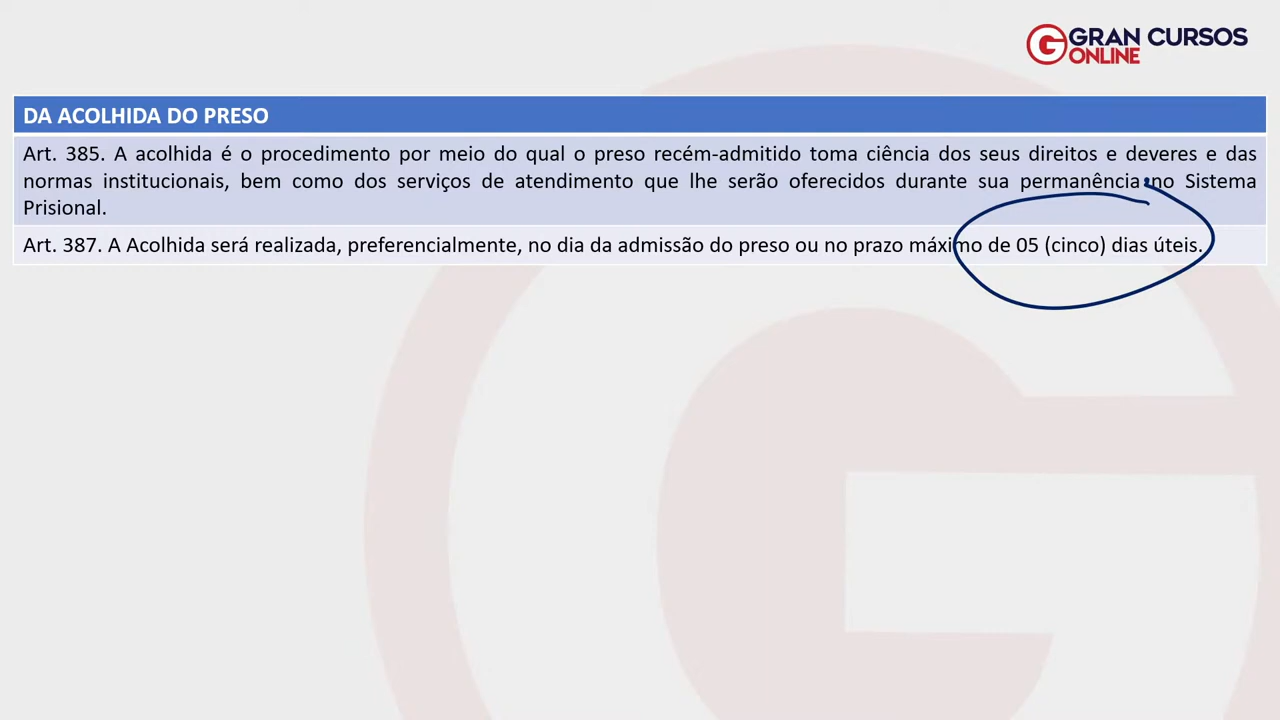 GRAN CURSOS
ONLINE
DA ACOLHIDA DO PRESO
Art. 385. A acolhida é o procedimento por meio do qual o preso recém-admitido toma ciência dos seus direitos e deveres e das
normas institucionais, bem como dos serviços de atendimento que lhe serão oferecidos durante sua permanência no Sistema
Prisional.
Art. 387. A Acolhida será realizada, preferencialmente, no dia da admissão do preso ou no prazo máximo de 05 (cinco) dias úteis.